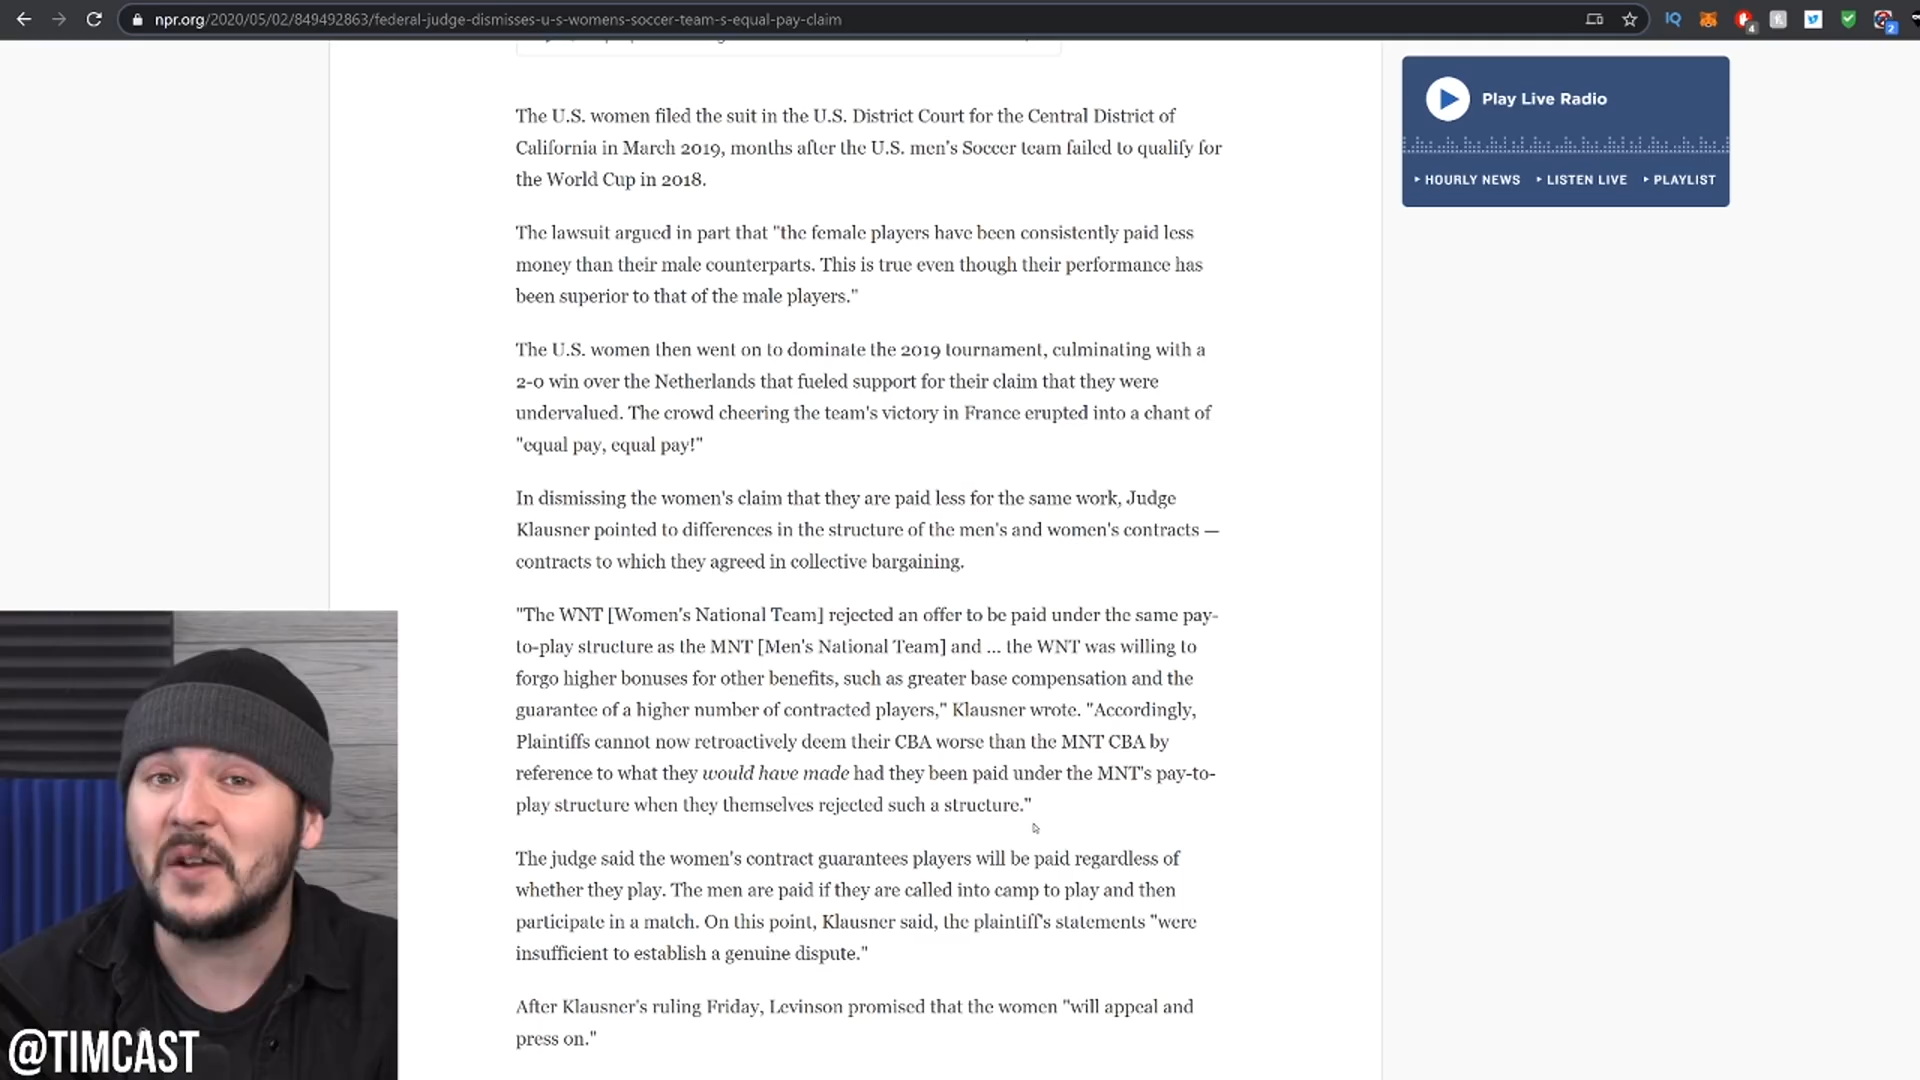 npr.org/2020/05/02/849492863/federal-judge-dismisses-u-s-womens-soccer-team-s-equal-pay-claim
IQ
4
2
Play Live Radio
HOURLY NEWS
LISTEN LIVE
PLAYLIST
The U.S. women filed the suit in the U.S. District Court for the Central District of
California in March 2019, months after the U.S. men's Soccer team failed to qualify for
the World Cup in 2018.
The lawsuit argued in part that "the female players have been consistently paid less
money than their male counterparts. This is true even though their performance has
been superior to that of the male players."
The U.S. women then went on to dominate the 2019 tournament, culminating with a
2-0 win over the Netherlands that fueled support for their claim that they were
undervalued. The crowd cheering the team's victory in France erupted into a chant of
"equal pay, equal pay!"
In dismissing the women's claim that they are paid less for the same work, Judge
Klausner pointed to differences in the structure of the men's and women's contracts —
contracts to which they agreed in collective bargaining.
"The WNT [Women's National Team] rejected an offer to be paid under the same pay-
to-play structure as the MNT [Men's National Team] and ... the WNT was willing to
forgo higher bonuses for other benefits, such as greater base compensation and the
guarantee of a higher number of contracted players," Klausner wrote. "Accordingly,
Plaintiffs cannot now retroactively deem their CBA worse than the MNT CBA by
reference to what they would have made had they been paid under the MNT's pay-to-
play structure when they themselves rejected such a structure."
The judge said the women's contract guarantees players will be paid regardless of
whether they play. The men are paid if they are called into camp to play and then
participate in a match. On this point, Klausner said, the plaintiff's statements "were
insufficient to establish a genuine dispute."
After Klausner's ruling Friday, Levinson promised that the women "will appeal and
press on."
@TIMCAST